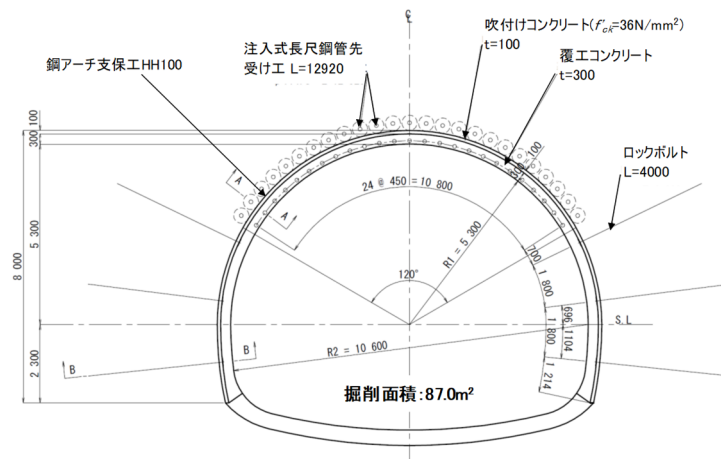 ℄
吹付けコンクリート(f'ck=36N/mm²)
t=100
注入式長尺鋼管先
受け工 L=12920
覆工コンクリート
t=300
鋼アーチ支保工HH100
ロックボルト
L=4000
100
300
5 300
8 000
2 300
100
A
A
24 @ 450 = 10 800
R1 = 5 300
700
1 800
120°
696
1 800
1104
S.L
R2 = 10 600
B
B
1 214
掘削面積:87.0m²